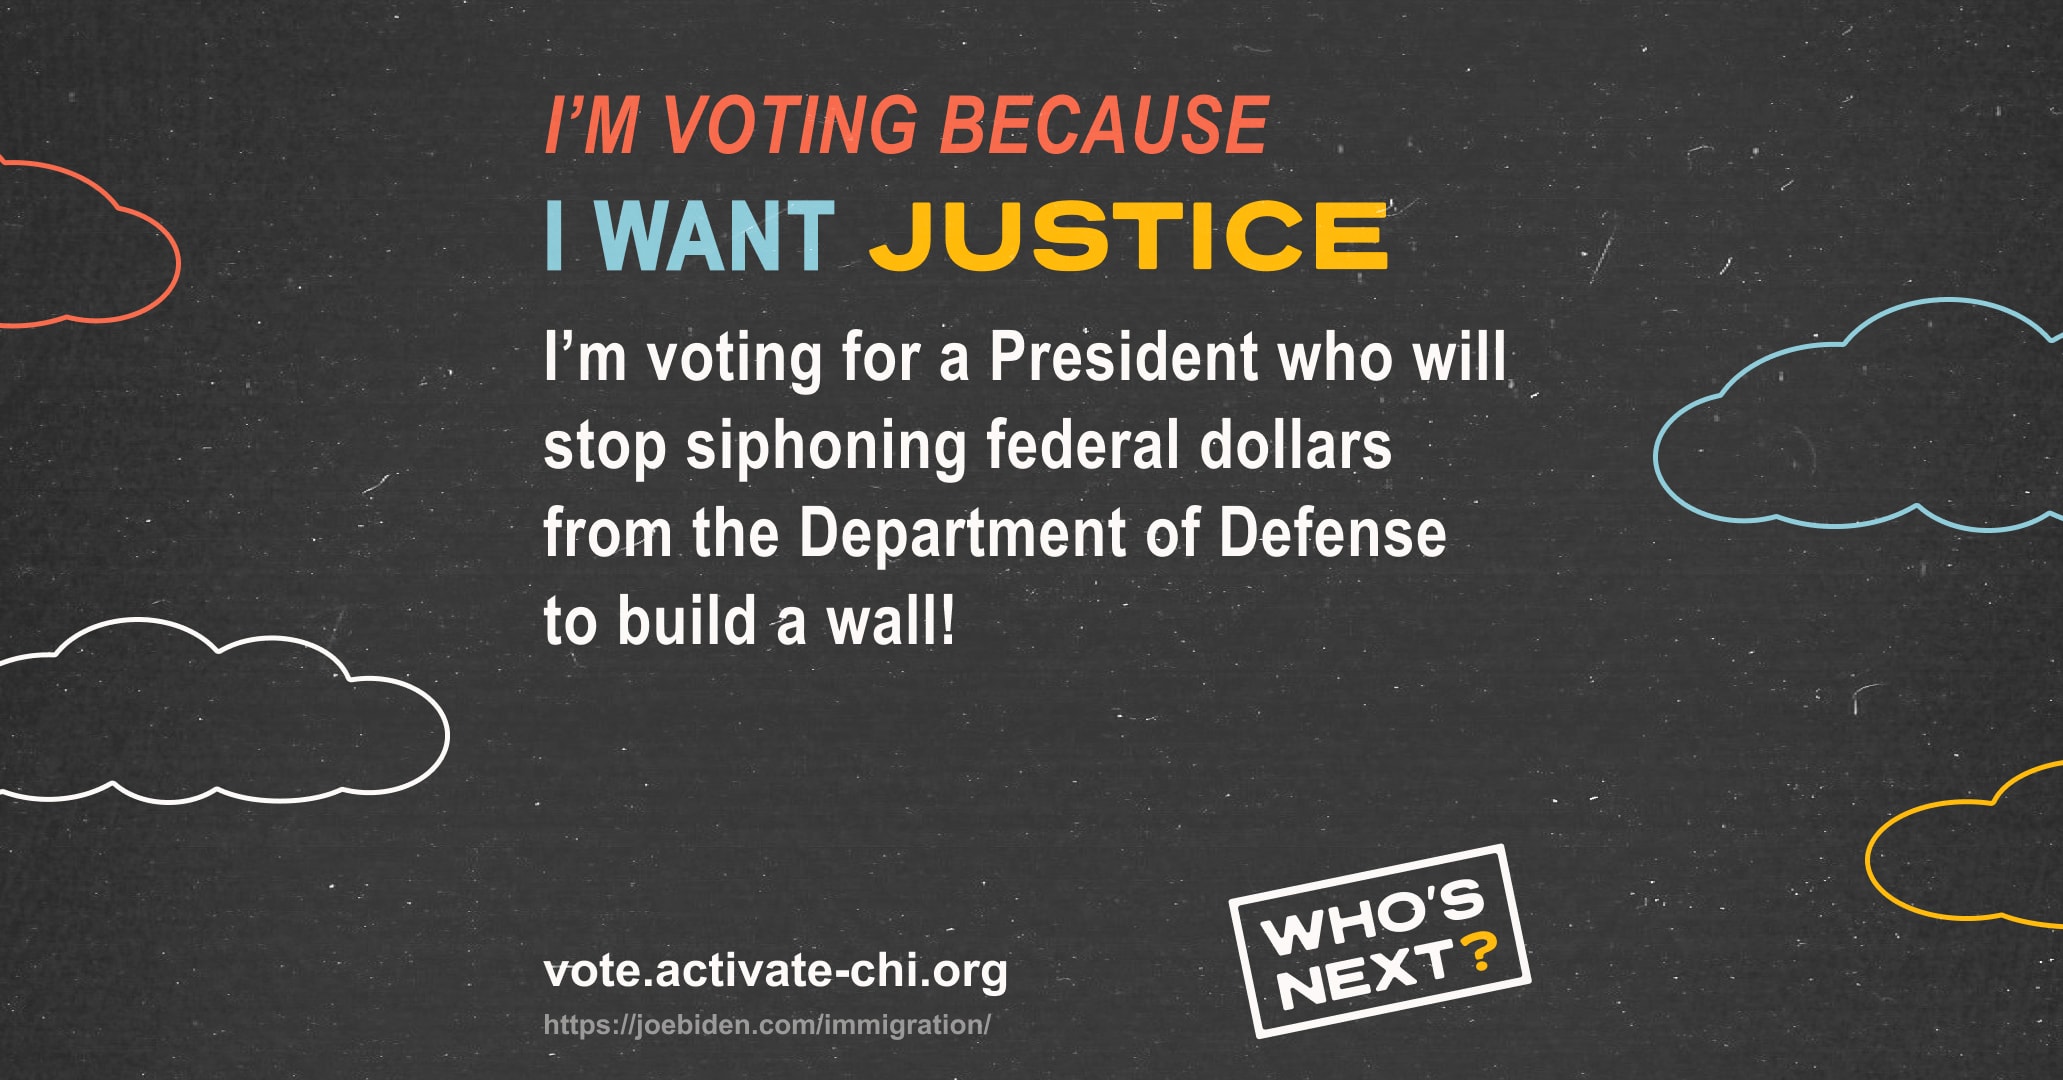 I’M VOTING BECAUSE
I WANT JUSTICE
I’m voting for a President who will
stop siphoning federal dollars
from the Department of Defense
to build a wall!
vote.activate-chi.org
https://joebiden.com/immigration/
WHO’S
NEXT?